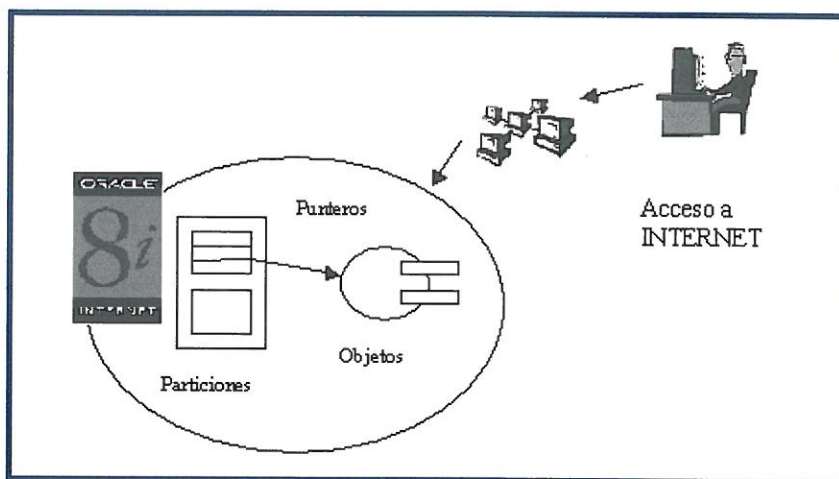 ORACLE
8i
INTERNET
Punteros
Particiones
Objetos
Acceso a
INTERNET